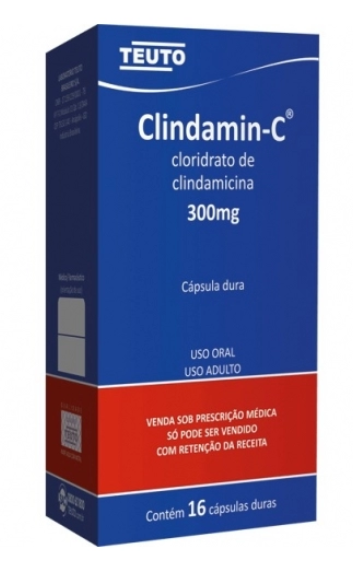 TEUTO
Clindamin-C®
cloridrato de
clindamicina
300mg
Cápsula dura
USO ORAL
USO ADULTO
VENDA SOB PRESCRIÇÃO MÉDICA
SÓ PODE SER VENDIDO
COM RETENÇÃO DA RECEITA
Contém 16 cápsulas duras
TEUTO